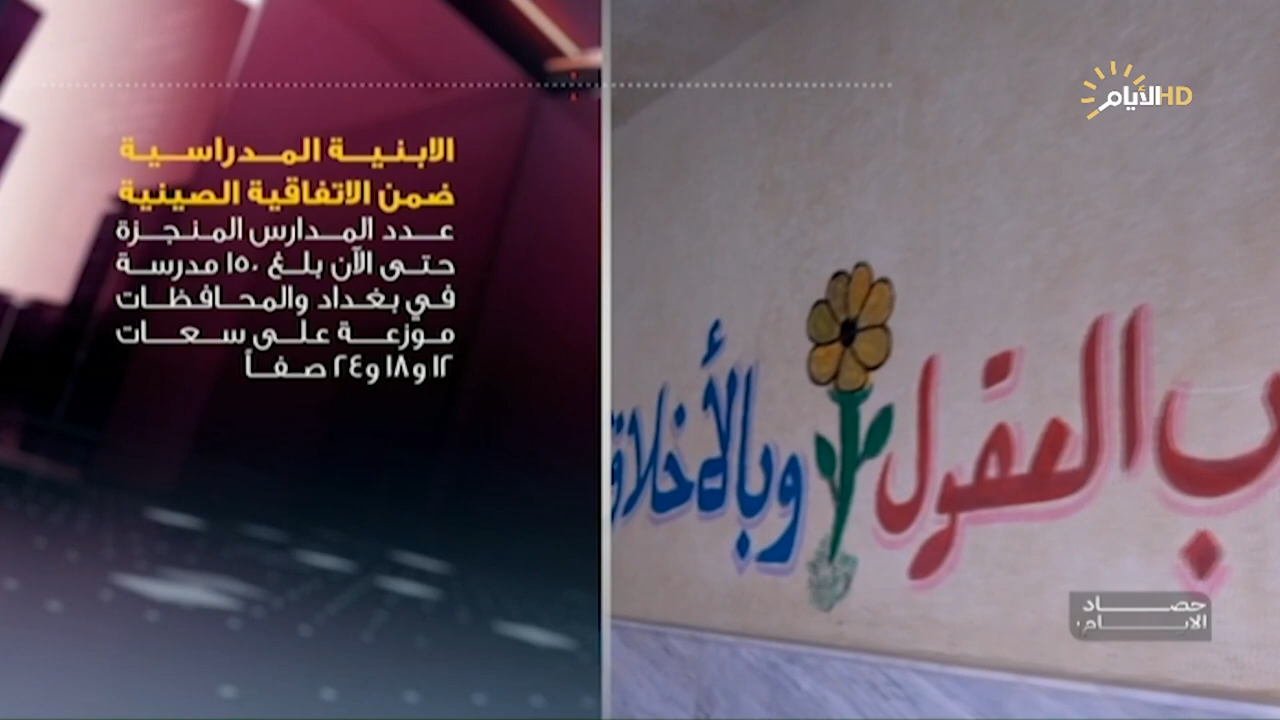 الابنية المدراسية
ضمن الاتفاقية الصينية
عدد المدارس المنجزة
حتى الآن بلغ ١٥٠ مدرسة
في بغداد والمحافظات
موزعة على سعات
١٢ و١٨ و٢٤ صفاً
الأيام HD
العقول وبالأخلاق
حصاد
الايام